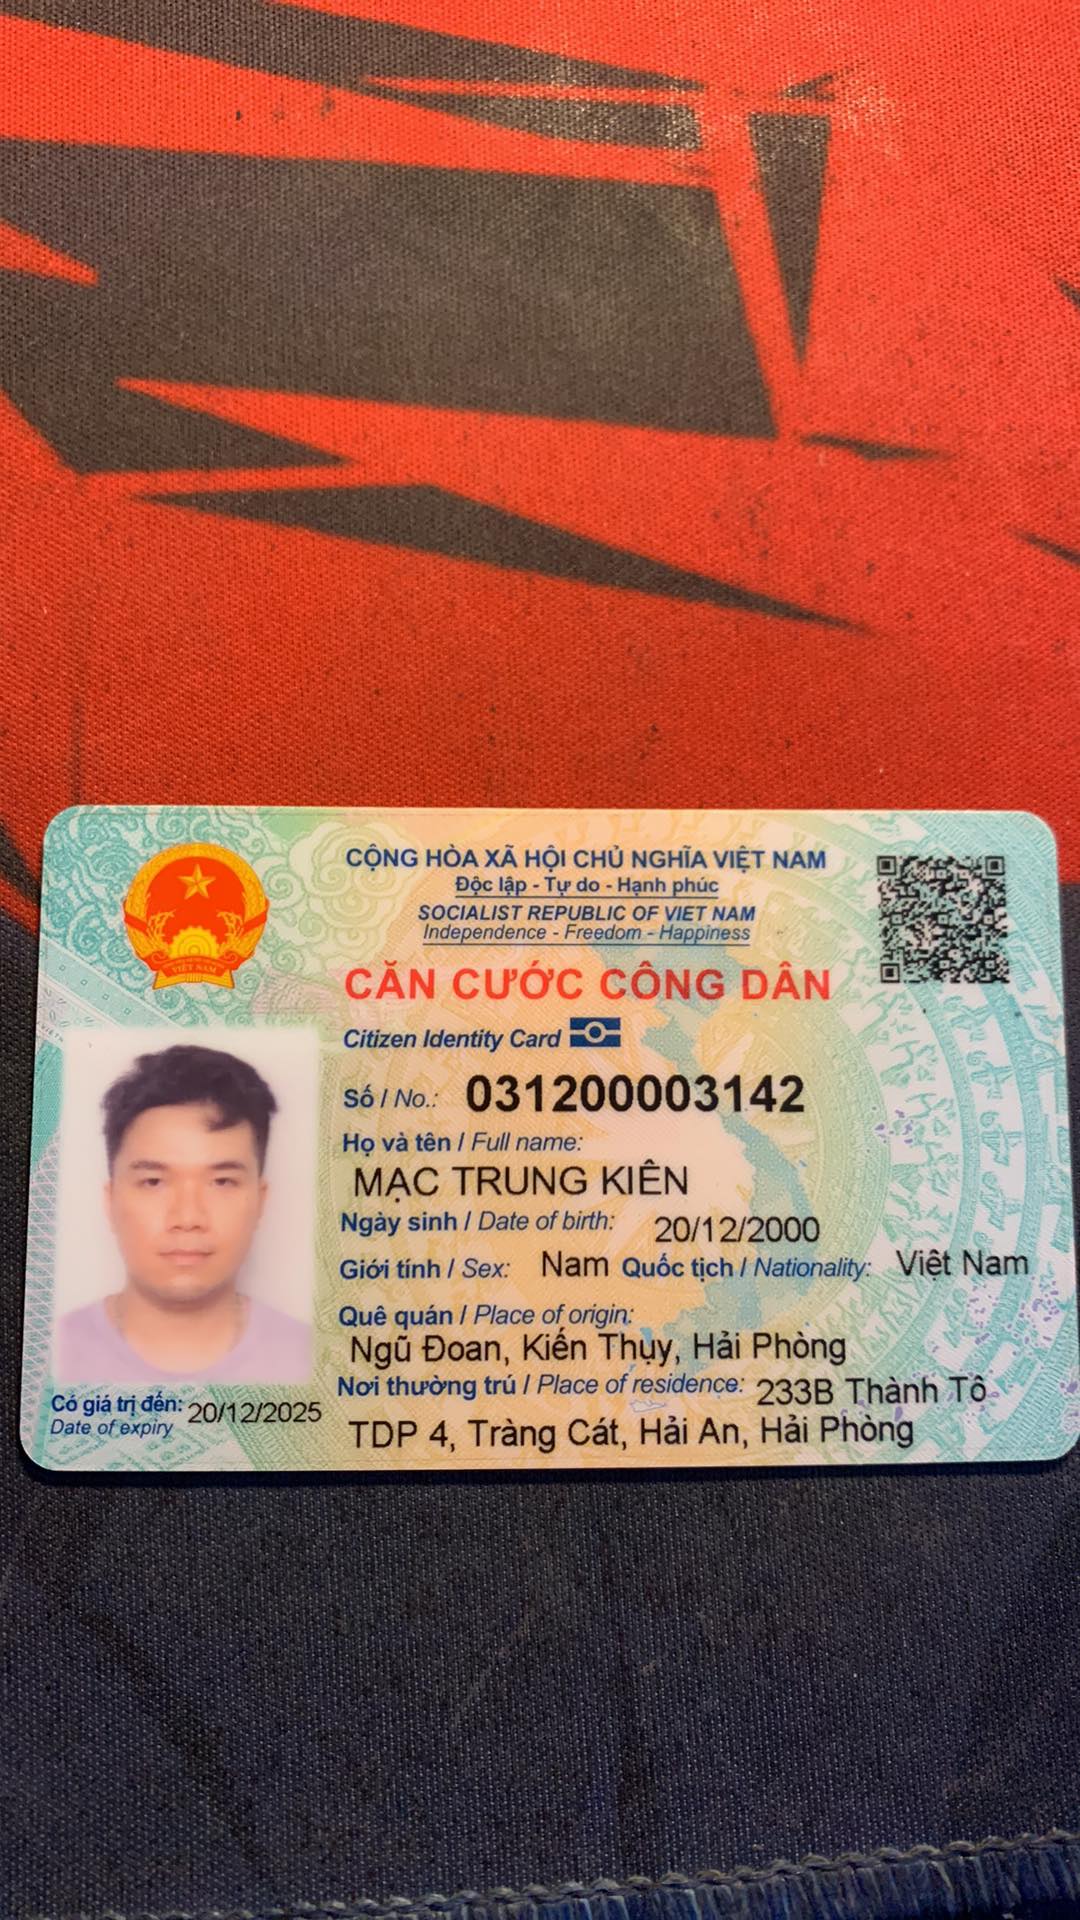 CỘNG HÒA XÃ HỘI CHỦ NGHĨA VIỆT NAM
Độc lập - Tự do - Hạnh phúc
SOCIALIST REPUBLIC OF VIET NAM
Independence - Freedom - Happiness
CĂN CƯỚC CÔNG DÂN
Citizen Identity Card
Số / No.: 031200003142
Họ và tên / Full name:
MẠC TRUNG KIÊN
Ngày sinh / Date of birth: 20/12/2000
Giới tính / Sex: Nam Quốc tịch / Nationality: Việt Nam
Quê quán / Place of origin:
Ngũ Đoan, Kiến Thụy, Hải Phòng
Nơi thường trú / Place of residence: 233B Thành Tô
TDP 4, Tràng Cát, Hải An, Hải Phòng
Có giá trị đến: 20/12/2025
Date of expiry
VIỆT NAM